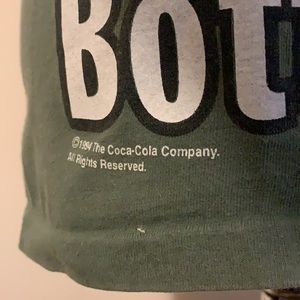 Bot
©1994 The Coca-Cola Company.
All Rights Reserved.